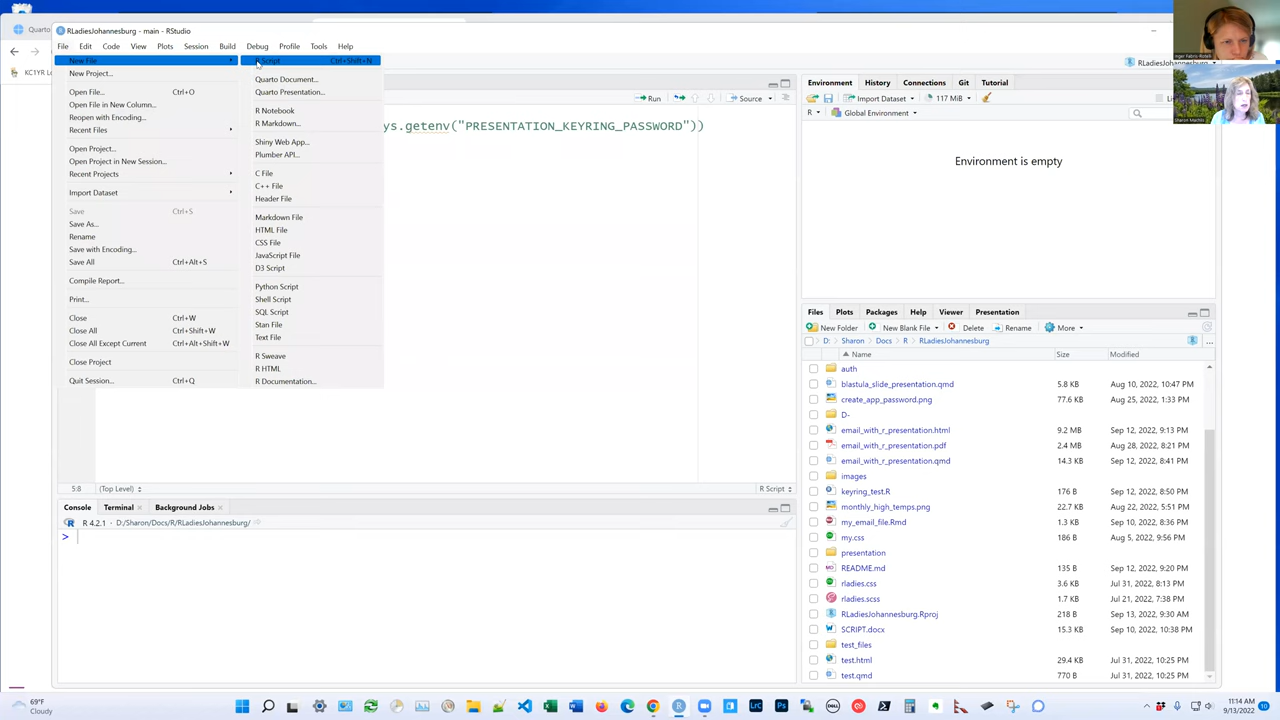 Quarto
RLadiesJohannesburg - main - RStudio
File Edit Code View Plots Session Build Debug Profile Tools Help
KC1YR Lo
New File
New Project...
Open File... Ctrl+O
Open File in New Column...
Reopen with Encoding...
Recent Files
Open Project...
Open Project in New Session...
Recent Projects
Import Dataset
Save Ctrl+S
Save As...
Rename
Save with Encoding...
Save All Ctrl+Alt+S
Compile Report...
Print...
Close Ctrl+W
Close All Ctrl+Shift+W
Close All Except Current Ctrl+Alt+Shift+W
Close Project
Quit Session... Ctrl+Q
R Script Ctrl+Shift+N
Quarto Document...
Quarto Presentation...
R Notebook
R Markdown...
Shiny Web App...
Plumber API...
C File
C++ File
Header File
Markdown File
HTML File
CSS File
JavaScript File
D3 Script
Python Script
Shell Script
SQL Script
Stan File
Text File
R Sweave
R HTML
R Documentation...
Run Source
ys.getenv("PRESENTATION_KEYRING_PASSWORD"))
5:8 (Top Level) R Script
Console Terminal Background Jobs
R 4.2.1 · D:/Sharon/Docs/R/RLadiesJohannesburg/
>
Inger Fabris-Rotelli
Sharon Machlis
RLadiesJohannesburg
Environment History Connections Git Tutorial
Import Dataset 117 MiB
R Global Environment
Environment is empty
Files Plots Packages Help Viewer Presentation
New Folder New Blank File Delete Rename More
D: Sharon Docs R RLadiesJohannesburg
Name Size Modified
auth
blastula_slide_presentation.qmd 5.8 KB Aug 10, 2022, 10:47 PM
create_app_password.png 77.6 KB Aug 25, 2022, 1:33 PM
D-
email_with_r_presentation.html 9.2 MB Sep 12, 2022, 9:13 PM
email_with_r_presentation.pdf 2.4 MB Aug 28, 2022, 8:21 PM
email_with_r_presentation.qmd 14.3 KB Sep 12, 2022, 8:41 PM
images
keyring_test.R 176 B Sep 12, 2022, 8:50 PM
monthly_high_temps.png 22.7 KB Aug 22, 2022, 5:51 PM
my_email_file.Rmd 1.3 KB Sep 10, 2022, 8:36 PM
my.css 186 B Aug 5, 2022, 9:56 PM
presentation
README.md 135 B Sep 12, 2022, 9:20 PM
rladies.css 3.6 KB Jul 31, 2022, 8:13 PM
rladies.scss 1.7 KB Jul 21, 2022, 7:38 PM
RLadiesJohannesburg.Rproj 218 B Sep 13, 2022, 9:30 AM
SCRIPT.docx 15.3 KB Sep 10, 2022, 10:38 PM
test_files
test.html 29.4 KB Jul 31, 2022, 10:25 PM
test.qmd 770 B Jul 31, 2022, 10:25 PM
69°F
Cloudy
11:14 AM
9/13/2022